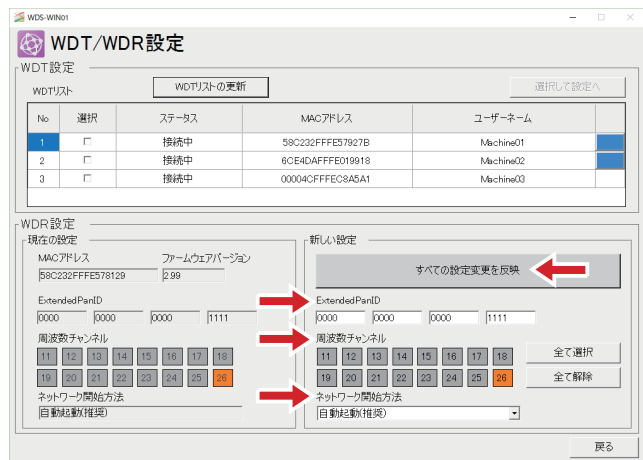 WDS-WIN01
WDT/WDR設定
WDT設定
WDTリスト WDTリストの更新 選択して設定へ
No 選択 ステータス MACアドレス ユーザーネーム
1 接続中 58C232FFFE57927B Machine01
2 接続中 6CE4DAFFFE019918 Machine02
3 接続中 00004CFFFEC8A5A1 Machine03
WDR設定
現在の設定
MACアドレス ファームウェアバージョン
58C232FFFE578129 2.99
ExtendedPanID
0000 0000 0000 1111
周波数チャンネル
11 12 13 14 15 16 17 18
19 20 21 22 23 24 25 26
ネットワーク開始方法
自動起動(推奨)
新しい設定
すべての設定変更を反映
ExtendedPanID
0000 0000 0000 1111
周波数チャンネル
11 12 13 14 15 16 17 18 全て選択
19 20 21 22 23 24 25 26 全て解除
ネットワーク開始方法
自動起動(推奨)
戻る